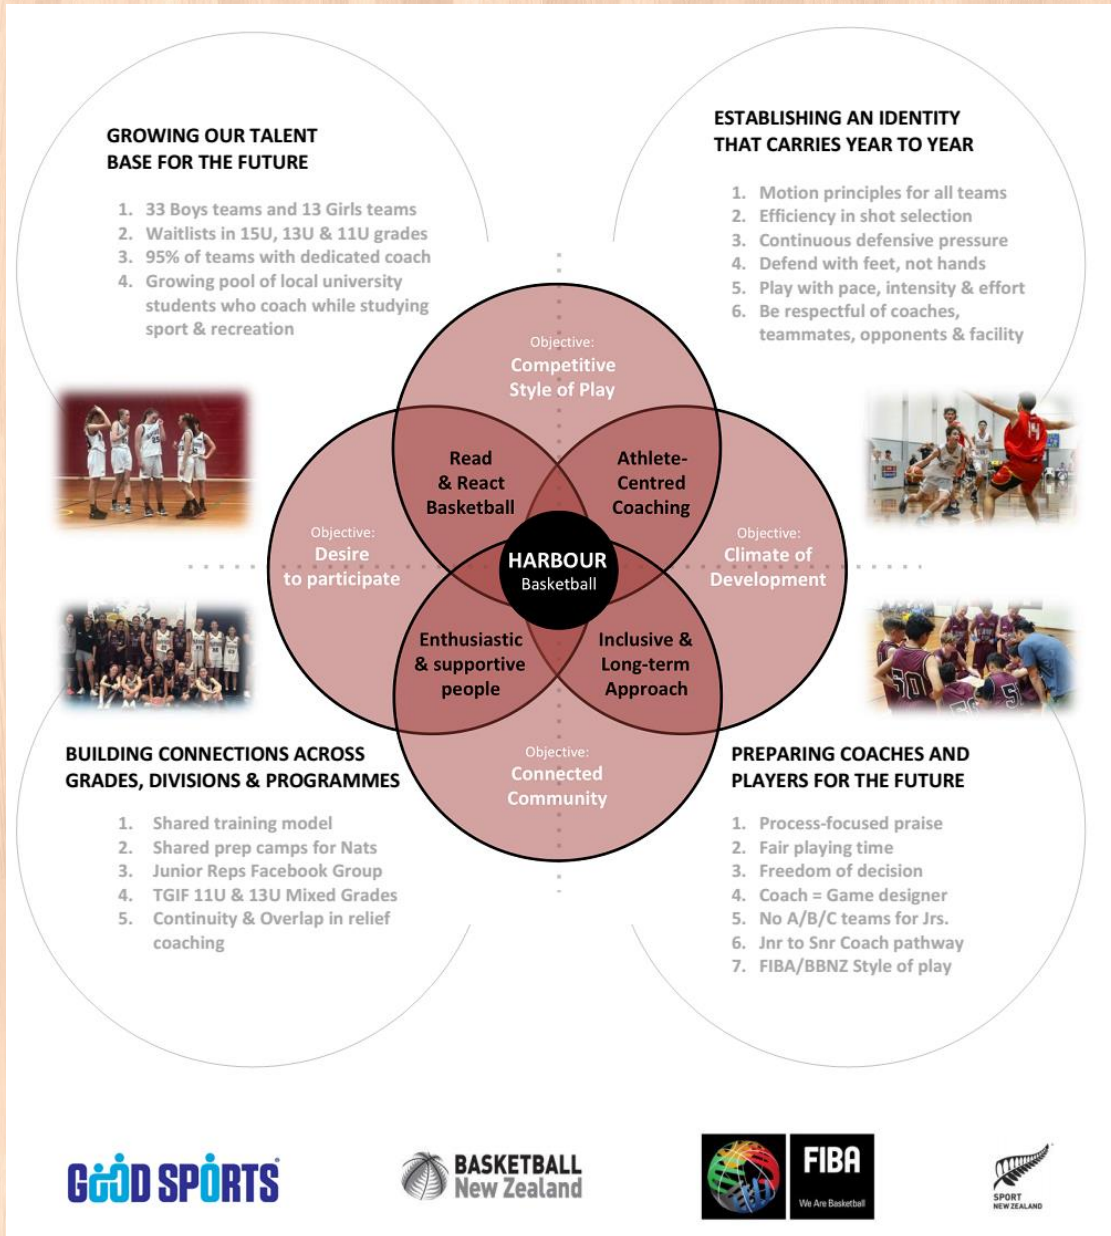 GROWING OUR TALENT
BASE FOR THE FUTURE
1. 33 Boys teams and 13 Girls teams
2. Waitlists in 15U, 13U & 11U grades
3. 95% of teams with dedicated coach
4. Growing pool of local university
students who coach while studying
sport & recreation
ESTABLISHING AN IDENTITY
THAT CARRIES YEAR TO YEAR
1. Motion principles for all teams
2. Efficiency in shot selection
3. Continuous defensive pressure
4. Defend with feet, not hands
5. Play with pace, intensity & effort
6. Be respectful of coaches,
teammates, opponents & facility
Objective:
Competitive
Style of Play
Read
& React
Basketball
Athlete-
Centred
Coaching
Objective:
Desire
to participate
HARBOUR
Basketball
Objective:
Climate of
Development
Enthusiastic
& supportive
people
Inclusive &
Long-term
Approach
Objective:
Connected
Community
BUILDING CONNECTIONS ACROSS
GRADES, DIVISIONS & PROGRAMMES
1. Shared training model
2. Shared prep camps for Nats
3. Junior Reps Facebook Group
4. TGIF 11U & 13U Mixed Grades
5. Continuity & Overlap in relief
coaching
PREPARING COACHES AND
PLAYERS FOR THE FUTURE
1. Process-focused praise
2. Fair playing time
3. Freedom of decision
4. Coach = Game designer
5. No A/B/C teams for Jrs.
6. Jnr to Snr Coach pathway
7. FIBA/BBNZ Style of play
GOOD SPORTS
BASKETBALL
New Zealand
FIBA
We Are Basketball
SPORT
NEW ZEALAND